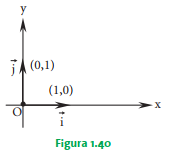 y
j (0,1)
(1,0)
O x
i
Figura 1.40